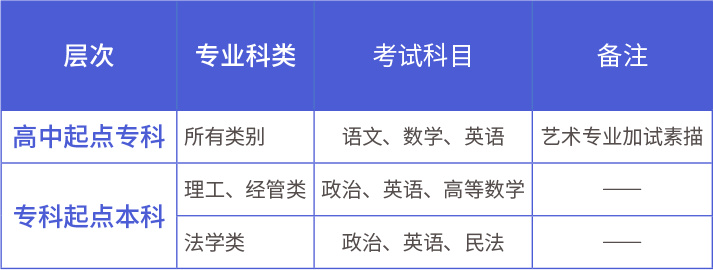 层次 专业科类 考试科目 备注
高中起点专科 所有类别 语文、数学、英语 艺术专业加试素描
专科起点本科 理工、经管类 政治、英语、高等数学 ——
法学类 政治、英语、民法 ——